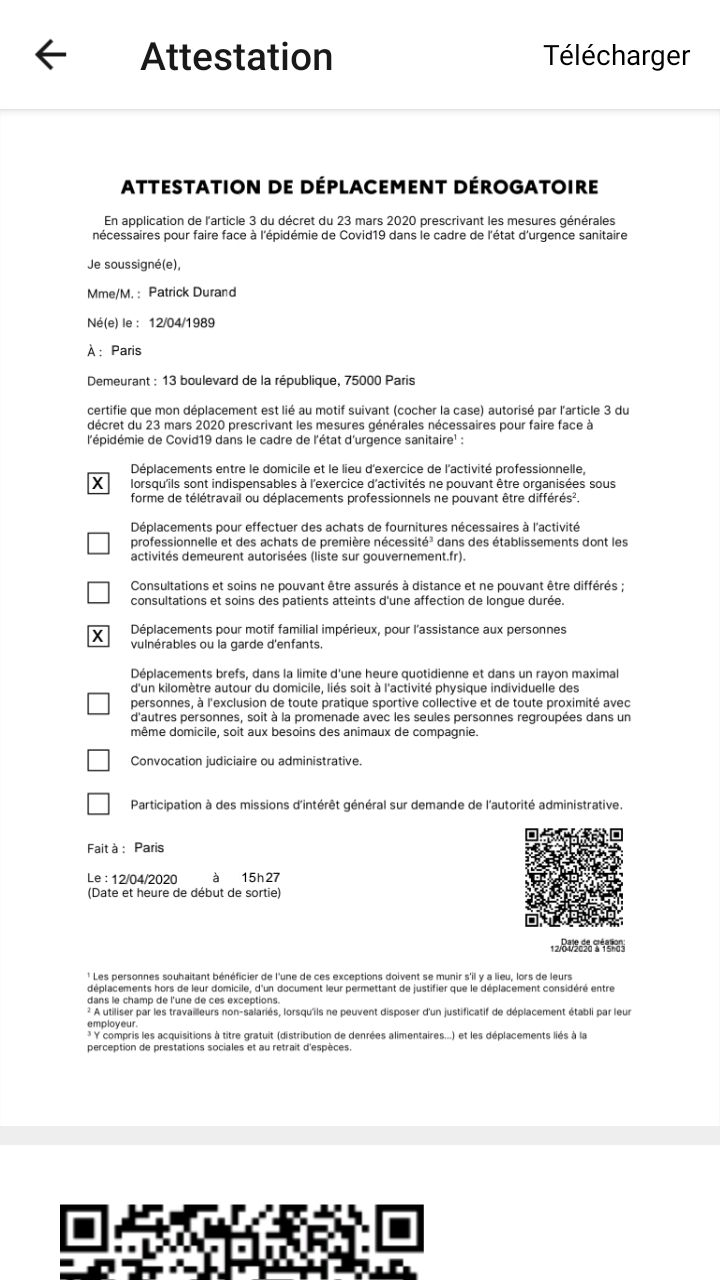 Attestation Télécharger
ATTESTATION DE DÉPLACEMENT DÉROGATOIRE
En application de l'article 3 du décret du 23 mars 2020 prescrivant les mesures générales
nécessaires pour faire face à l'épidémie de Covid19 dans le cadre de l'état d'urgence sanitaire
Je soussigné(e),
Mme/M. : Patrick Durand
Né(e) le : 12/04/1989
À : Paris
Demeurant : 13 boulevard de la république, 75000 Paris
certifie que mon déplacement est lié au motif suivant (cocher la case) autorisé par l'article 3 du
décret du 23 mars 2020 prescrivant les mesures générales nécessaires pour faire face à
l'épidémie de Covid19 dans le cadre de l'état d'urgence sanitaire¹ :
Déplacements entre le domicile et le lieu d'exercice de l'activité professionnelle,
X lorsqu'ils sont indispensables à l'exercice d'activités ne pouvant être organisées sous
forme de télétravail ou déplacements professionnels ne pouvant être différés².
Déplacements pour effectuer des achats de fournitures nécessaires à l'activité
professionnelle et des achats de première nécessité³ dans des établissements dont les
activités demeurent autorisées (liste sur gouvernement.fr).
Consultations et soins ne pouvant être assurés à distance et ne pouvant être différés ;
consultations et soins des patients atteints d'une affection de longue durée.
X Déplacements pour motif familial impérieux, pour l'assistance aux personnes
vulnérables ou la garde d'enfants.
Déplacements brefs, dans la limite d'une heure quotidienne et dans un rayon maximal
d'un kilomètre autour du domicile, liés soit à l'activité physique individuelle des
personnes, à l'exclusion de toute pratique sportive collective et de toute proximité avec
d'autres personnes, soit à la promenade avec les seules personnes regroupées dans un
même domicile, soit aux besoins des animaux de compagnie.
Convocation judiciaire ou administrative.
Participation à des missions d'intérêt général sur demande de l'autorité administrative.
Fait à : Paris
Le : 12/04/2020 à 15h27
(Date et heure de début de sortie)
Date de création:
12/04/2020 à 15h03
¹ Les personnes souhaitant bénéficier de l'une de ces exceptions doivent se munir s'il y a lieu, lors de leurs
déplacements hors de leur domicile, d'un document leur permettant de justifier que le déplacement considéré entre
dans le champ de l'une de ces exceptions.
² A utiliser par les travailleurs non-salariés, lorsqu'ils ne peuvent disposer d'un justificatif de déplacement établi par leur
employeur.
³ Y compris les acquisitions à titre gratuit (distribution de denrées alimentaires...) et les déplacements liés à la
perception de prestations sociales et au retrait d'espèces.